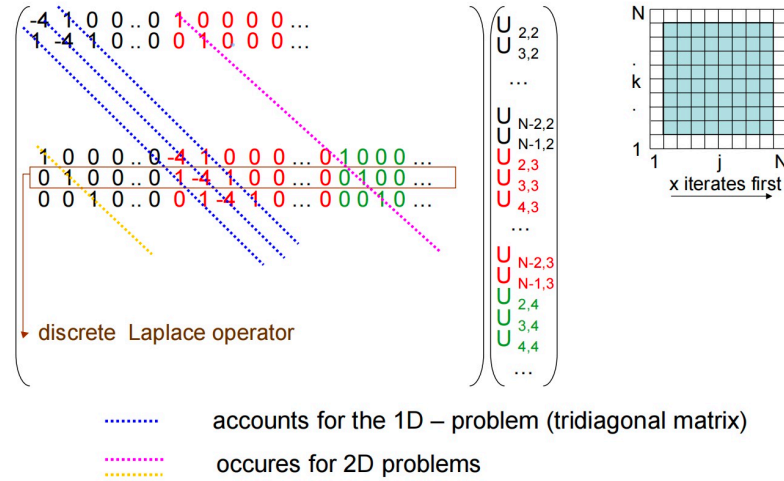 -4 1 0 0 .. 0 1 0 0 0 0 ...
1 -4 1 0 .. 0 0 1 0 0 0 ...
1 0 0 0 .. 0 -4 1 0 0 0 ... 0 1 0 0 0 ...
0 1 0 0 .. 0 1 -4 1 0 0 ... 0 0 1 0 0 ...
0 0 1 0 .. 0 0 1 -4 1 0 ... 0 0 0 1 0 ...
discrete Laplace operator
U 2,2
U 3,2
...
U N-2,2
U N-1,2
U 2,3
U 3,3
U 4,3
...
U N-2,3
U N-1,3
U 2,4
U 3,4
U 4,4
...
N
.
k
.
1
1 j N
x iterates first
accounts for the 1D – problem (tridiagonal matrix)
occures for 2D problems